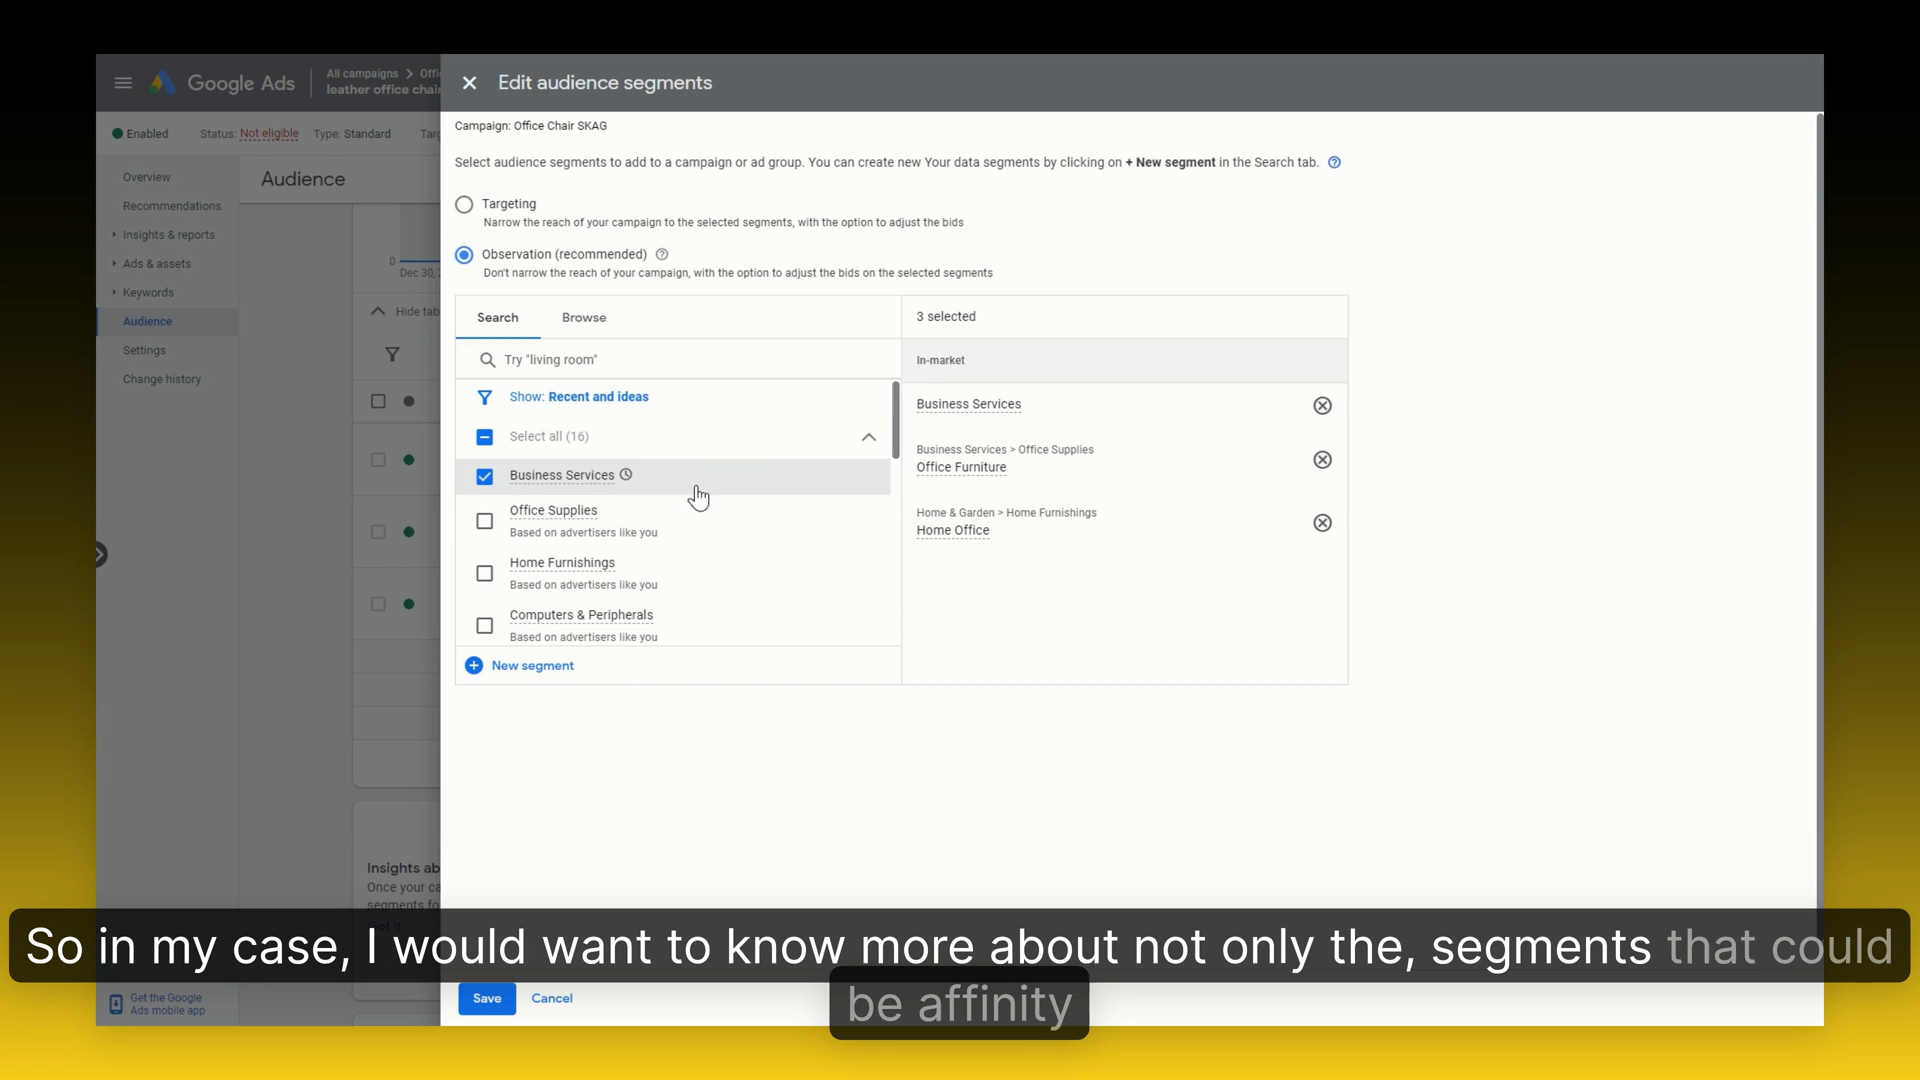 Google Ads
All campaigns > Offi
leather office chair
Edit audience segments
Enabled
Status: Not eligible
Type: Standard
Targ
Overview
Recommendations
Insights & reports
Ads & assets
Keywords
Audience
Settings
Change history
Audience
0
Dec 30,
Hide tab
Insights ab
Once your ca
segments fo
Get the Google
Ads mobile app
Campaign: Office Chair SKAG
Select audience segments to add to a campaign or ad group. You can create new Your data segments by clicking on + New segment in the Search tab.
Targeting
Narrow the reach of your campaign to the selected segments, with the option to adjust the bids
Observation (recommended)
Don't narrow the reach of your campaign, with the option to adjust the bids on the selected segments
Search
Browse
Try "living room"
Show: Recent and ideas
Select all (16)
Business Services
Office Supplies
Based on advertisers like you
Home Furnishings
Based on advertisers like you
Computers & Peripherals
Based on advertisers like you
New segment
3 selected
In-market
Business Services
Business Services > Office Supplies
Office Furniture
Home & Garden > Home Furnishings
Home Office
So in my case, I would want to know more about not only the, segments that could
be affinity
Save
Cancel